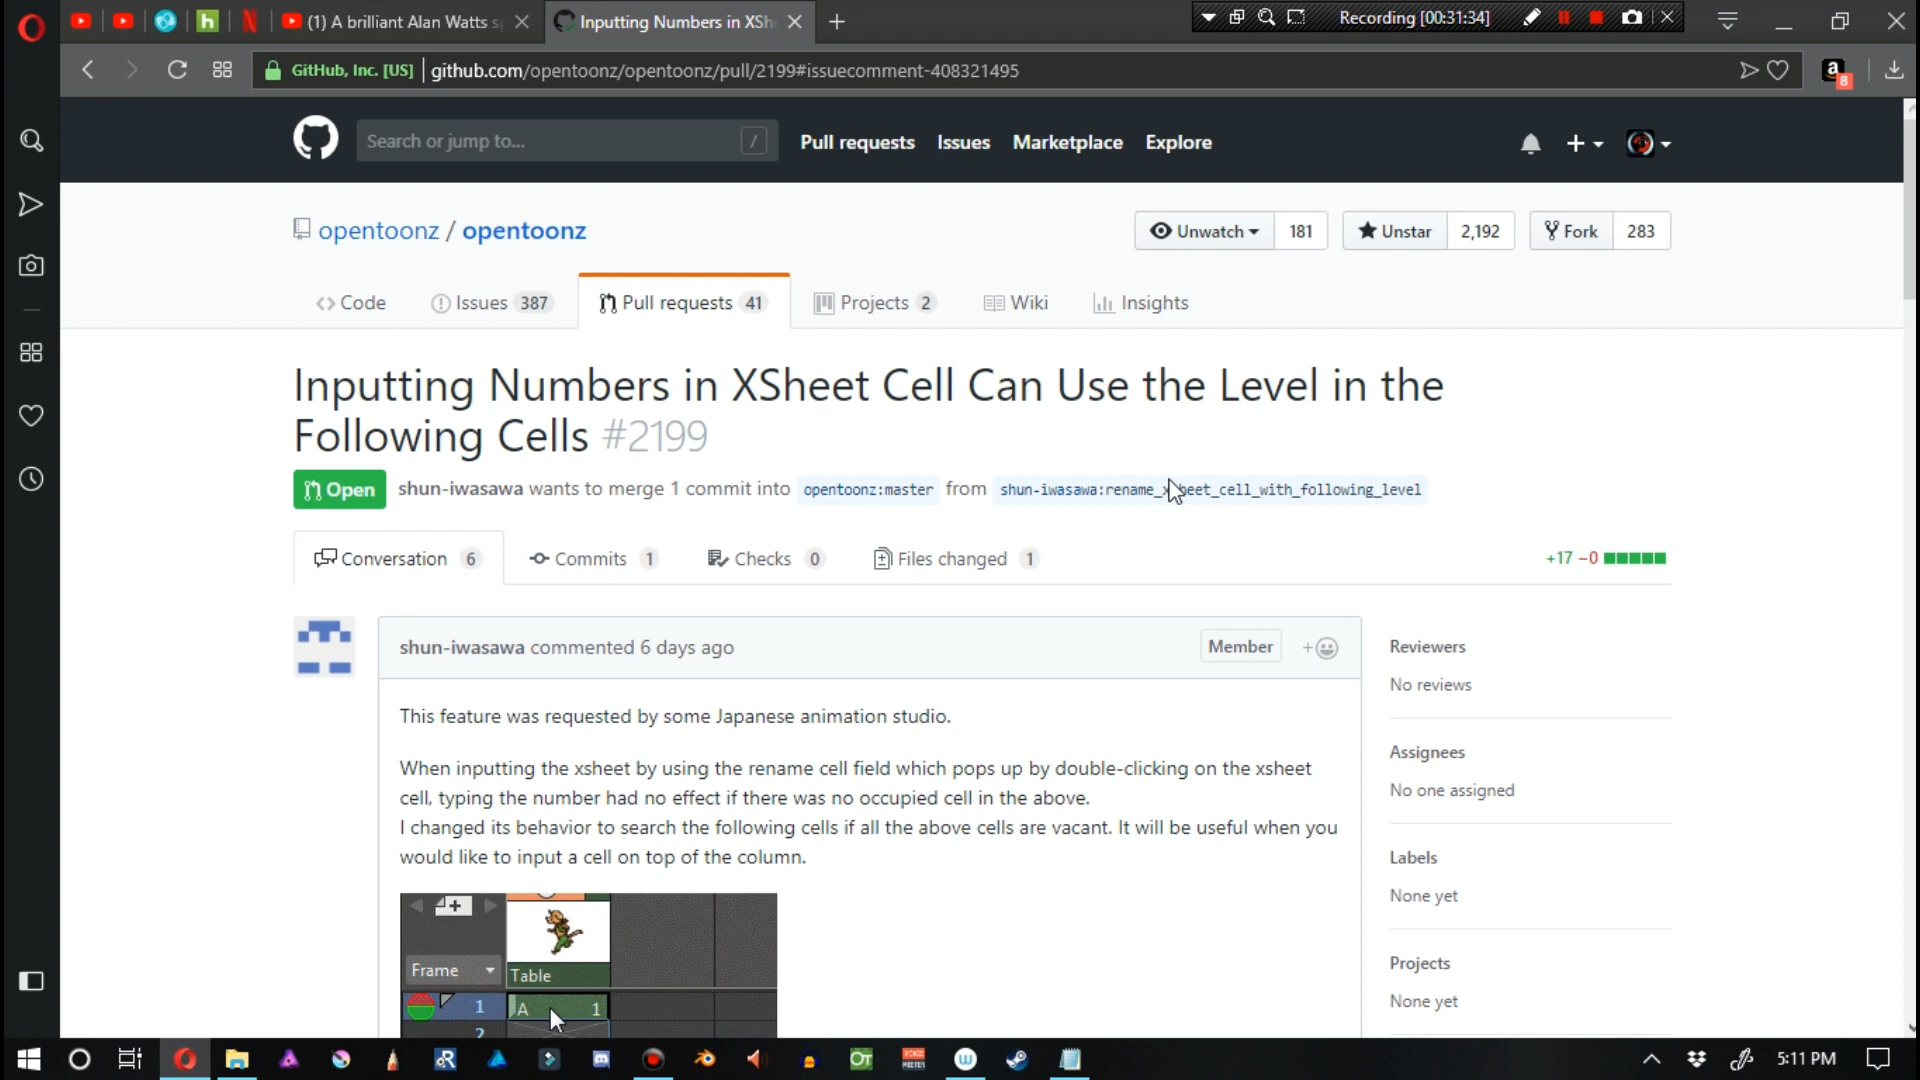 (1) A brilliant Alan Watts s
Inputting Numbers in XSh
Recording [00:31:34]
GitHub, Inc. [US]
github.com/opentoonz/opentoonz/pull/2199#issuecomment-408321495
a
8
h
Search or jump to...
/
Pull requests
Issues
Marketplace
Explore
opentoonz / opentoonz
Unwatch
181
Unstar
2,192
Fork
283
Code
Issues 387
Pull requests 41
Projects 2
Wiki
Insights
Inputting Numbers in XSheet Cell Can Use the Level in the
Following Cells #2199
Open
shun-iwasawa wants to merge 1 commit into opentoonz:master from shun-iwasawa:rename_xsheet_cell_with_following_level
Conversation 6
Commits 1
Checks 0
Files changed 1
+17 −0
shun-iwasawa commented 6 days ago
Member
This feature was requested by some Japanese animation studio.
When inputting the xsheet by using the rename cell field which pops up by double-clicking on the xsheet
cell, typing the number had no effect if there was no occupied cell in the above.
I changed its behavior to search the following cells if all the above cells are vacant. It will be useful when you
would like to input a cell on top of the column.
Reviewers
No reviews
Assignees
No one assigned
Labels
None yet
Projects
None yet
Frame
Table
1
A 1
2
OT
5:11 PM